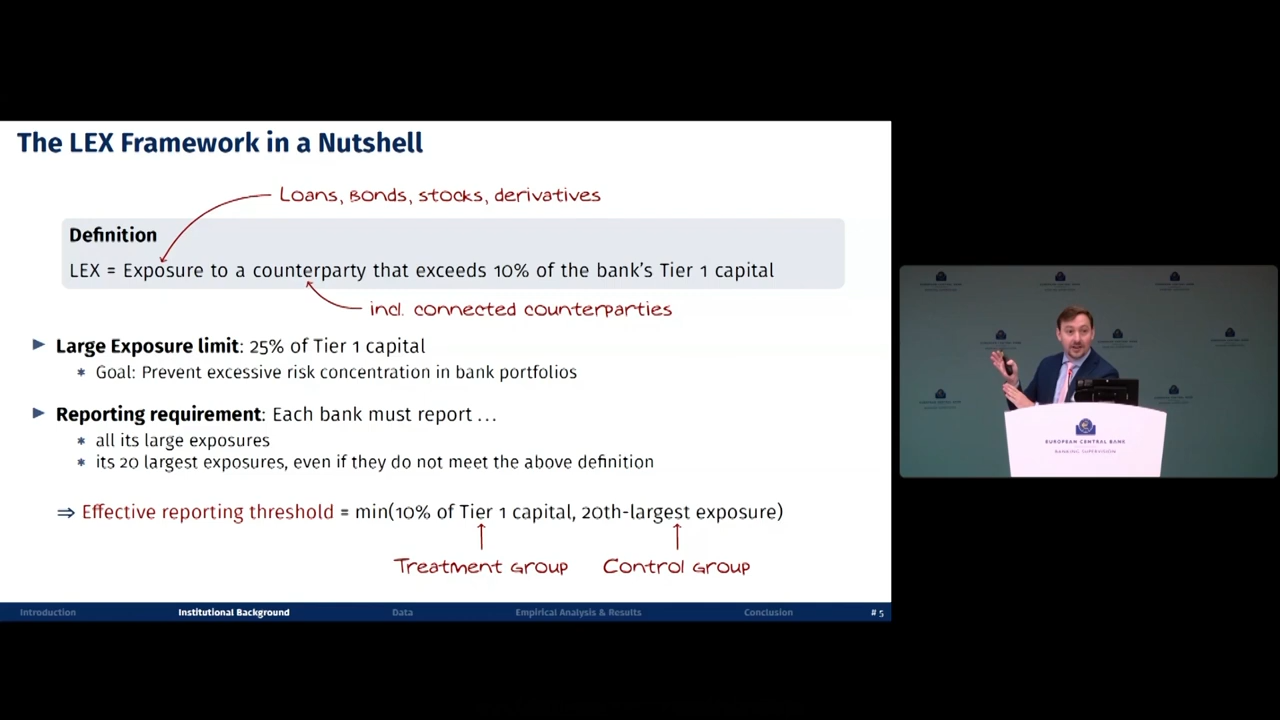 The LEX Framework in a Nutshell
Loans, Bonds, stocks, derivatives
Definition
LEX = Exposure to a counterparty that exceeds 10% of the bank's Tier 1 capital
incl. connected counterparties
Large Exposure limit: 25% of Tier 1 capital
* Goal: Prevent excessive risk concentration in bank portfolios
Reporting requirement: Each bank must report …
* all its large exposures
* its 20 largest exposures, even if they do not meet the above definition
⇒ Effective reporting threshold = min(10% of Tier 1 capital, 20th-largest exposure)
Treatment Group Control Group
Introduction Institutional Background Data Empirical Analysis & Results Conclusion # 5
EUROPEAN CENTRAL BANK
BANKING SUPERVISION